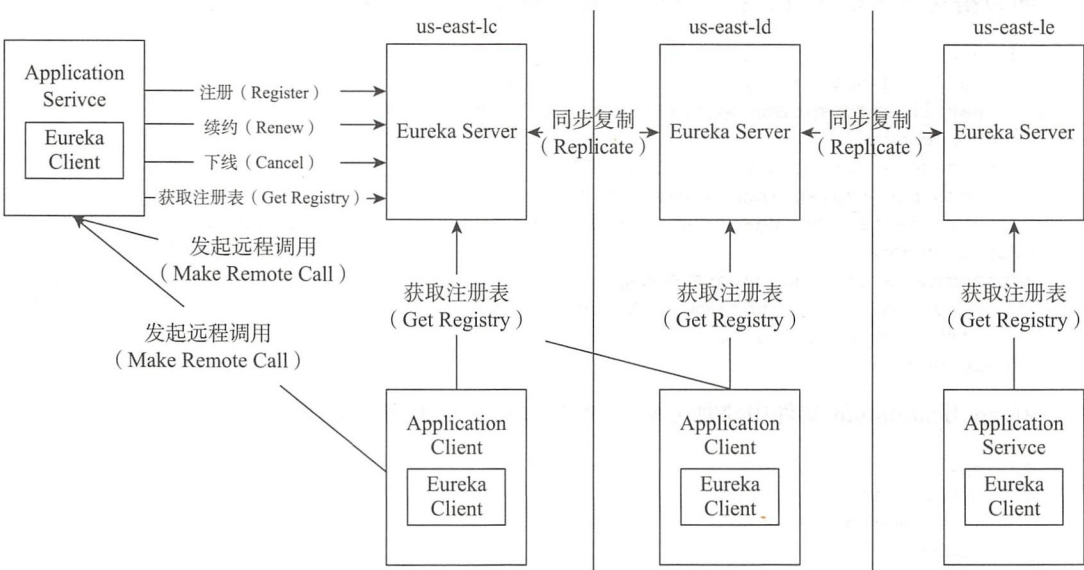 us-east-lc
us-east-ld
us-east-le
Application
Serivce
Eureka
Client
注册（Register）
续约（Renew）
下线（Cancel）
获取注册表（Get Registry）
Eureka Server
同步复制
（Replicate）
Eureka Server
同步复制
（Replicate）
Eureka Server
发起远程调用
（Make Remote Call）
发起远程调用
（Make Remote Call）
获取注册表
（Get Registry）
获取注册表
（Get Registry）
获取注册表
（Get Registry）
Application
Client
Eureka
Client
Application
Client
Eureka
Client
Application
Serivce
Eureka
Client